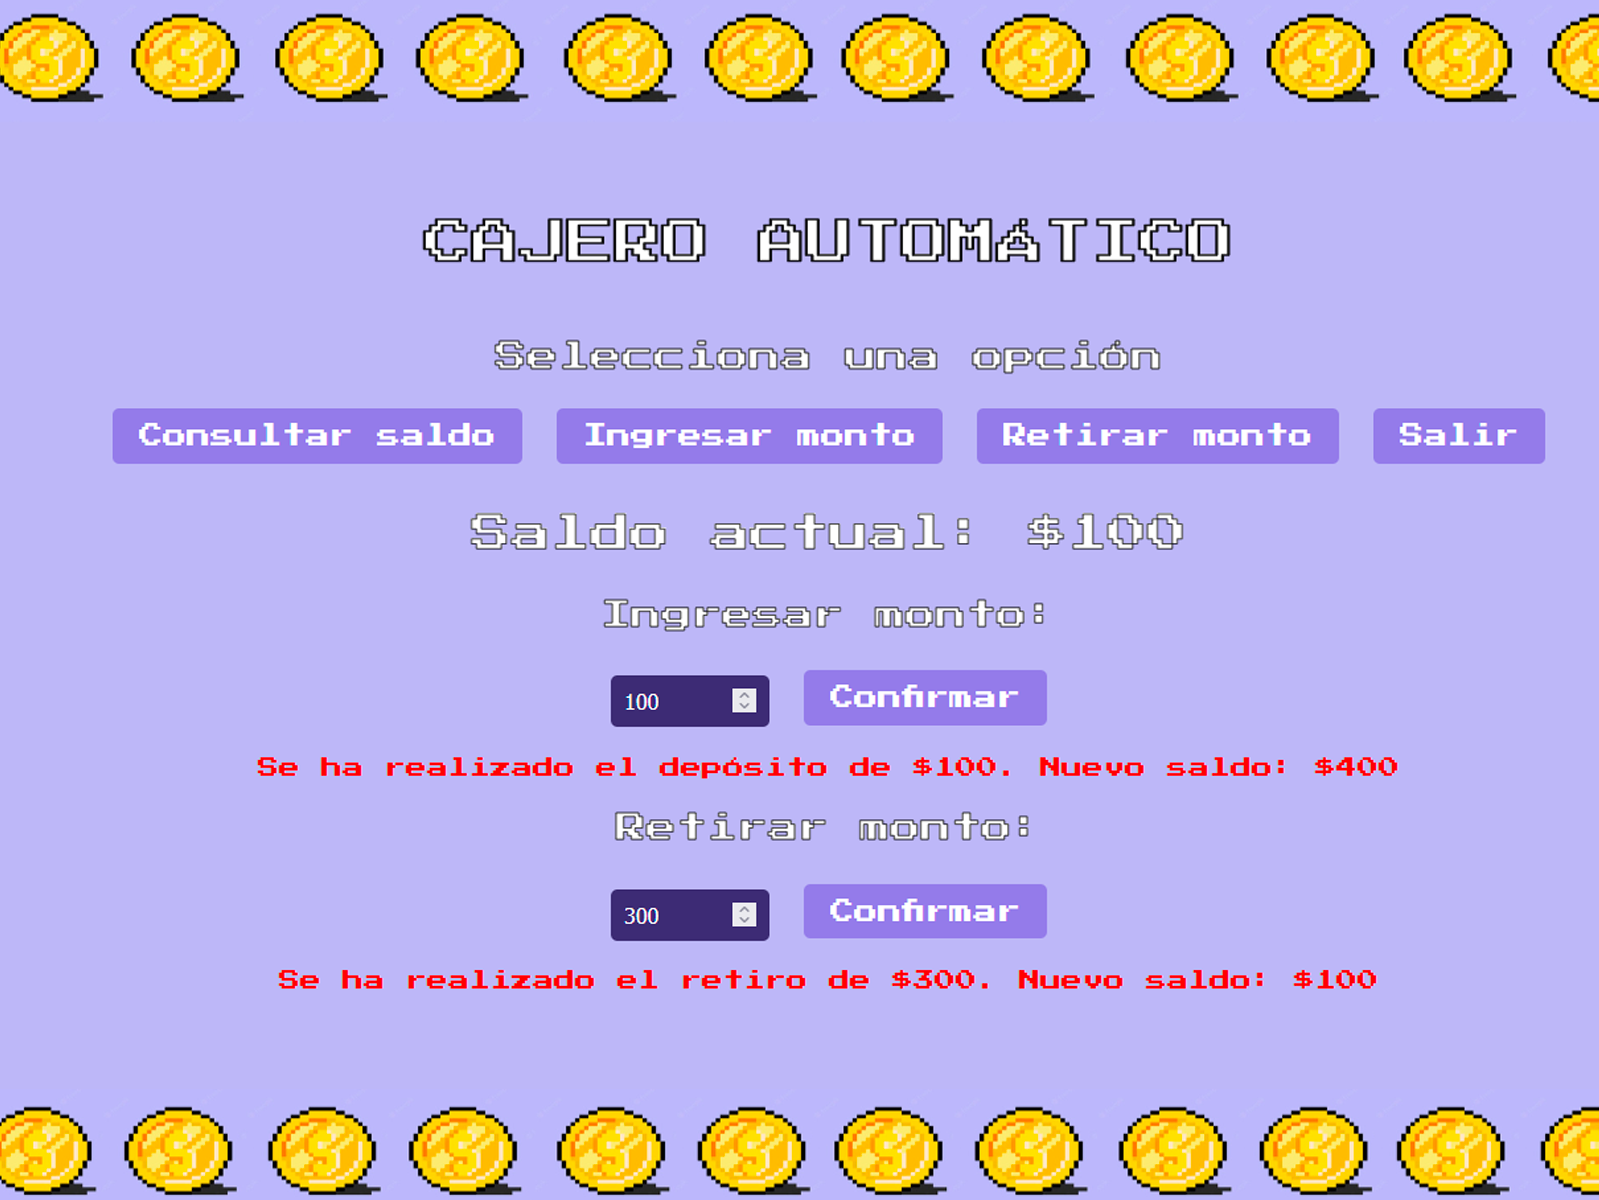 CAJERO AUTOMÁTICO
Selecciona una opción
Consultar saldo Ingresar monto Retirar monto Salir
Saldo actual: $100
Ingresar monto:
100 Confirmar
Se ha realizado el depósito de $100. Nuevo saldo: $400
Retirar monto:
300 Confirmar
Se ha realizado el retiro de $300. Nuevo saldo: $100